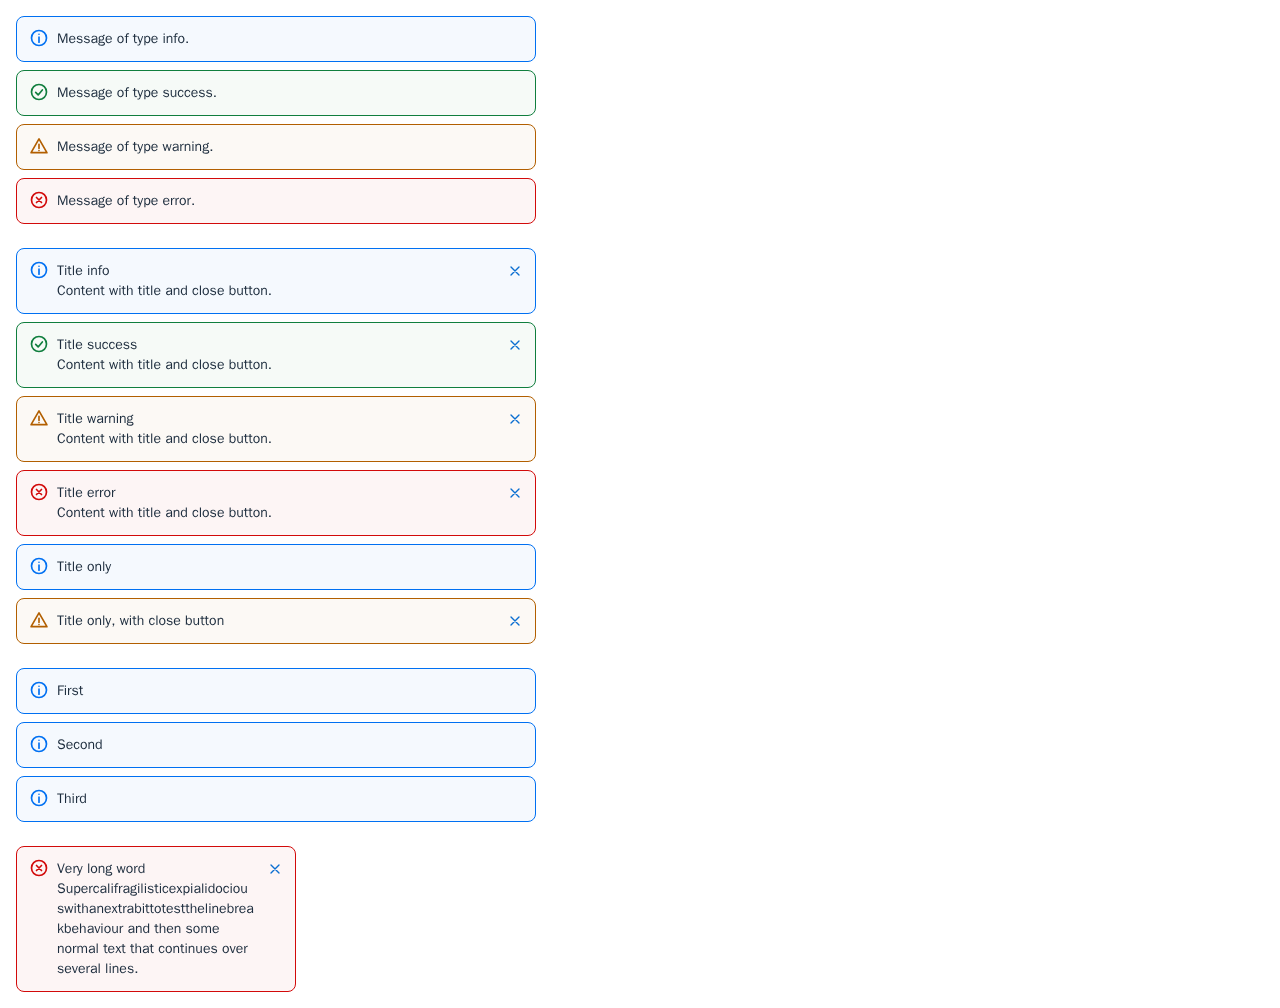 Message of type info.
Message of type success.
Message of type warning.
Message of type error.
Title info
Content with title and close button.
Title success
Content with title and close button.
Title warning
Content with title and close button.
Title error
Content with title and close button.
Title only
Title only, with close button
First
Second
Third
Very long word
Supercalifragilisticexpialidociou
swithanextrabittotestthelinebrea
kbehaviour and then some
normal text that continues over
several lines.